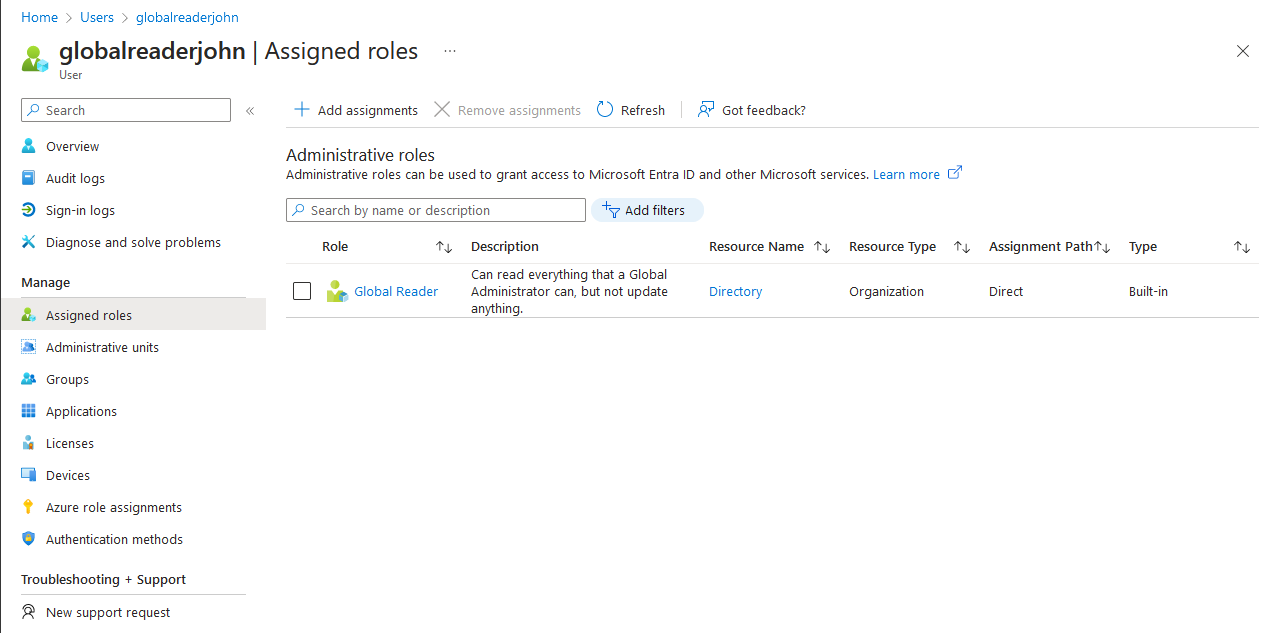 Home > Users > globalreaderjohn
globalreaderjohn | Assigned roles ...
User
Search «
Overview
Audit logs
Sign-in logs
Diagnose and solve problems
Manage
Assigned roles
Administrative units
Groups
Applications
Licenses
Devices
Azure role assignments
Authentication methods
Troubleshooting + Support
New support request
Add assignments Remove assignments Refresh Got feedback?
Administrative roles
Administrative roles can be used to grant access to Microsoft Entra ID and other Microsoft services. Learn more
Search by name or description Add filters
Role Description Resource Name Resource Type Assignment Path Type
Can read everything that a Global
Global Reader Administrator can, but not update Directory Organization Direct Built-in
anything.